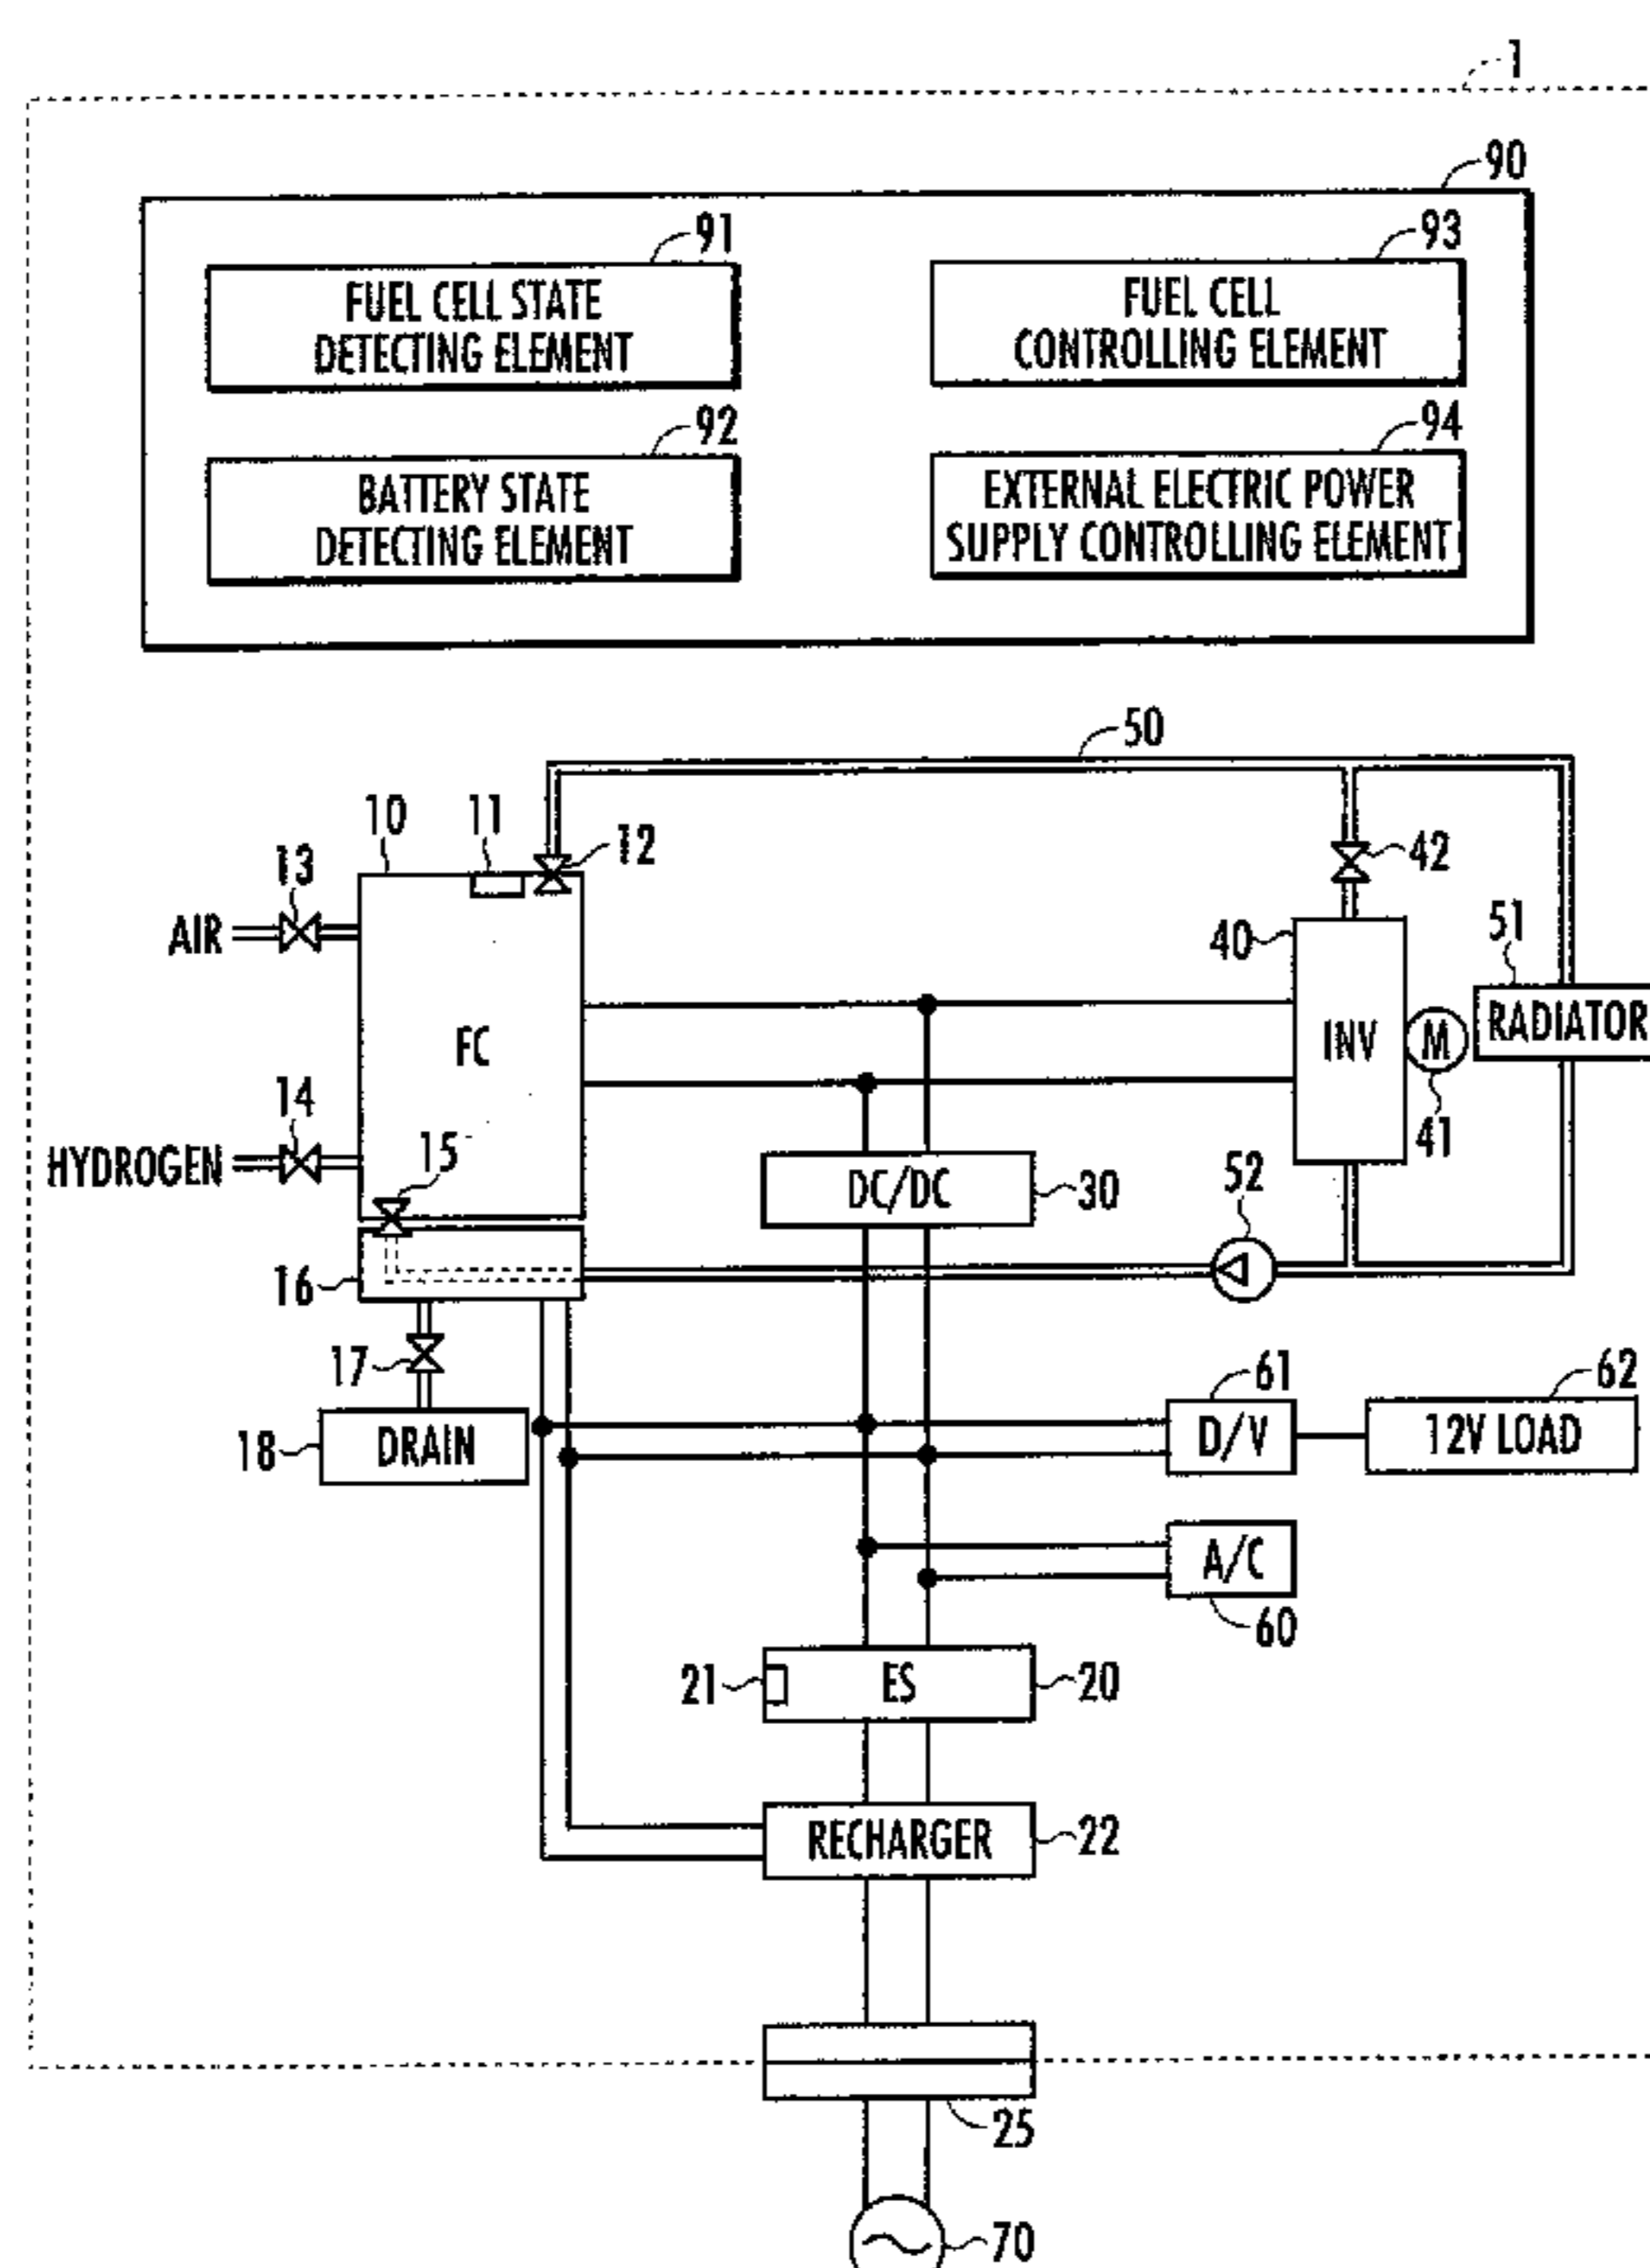 1
90
91
93
FUEL CELL STATE
DETECTING ELEMENT
FUEL CELL
CONTROLLING ELEMENT
92
94
BATTERY STATE
DETECTING ELEMENT
EXTERNAL ELECTRIC POWER
SUPPLY CONTROLLING ELEMENT
50
10
11
12
13
42
AIR
40
51
FC
INV
M
RADIATOR
14
41
15
HYDROGEN
52
DC/DC
30
16
17
61
62
18
DRAIN
D/V
12V LOAD
A/C
60
21
ES
20
RECHARGER
22
25
70